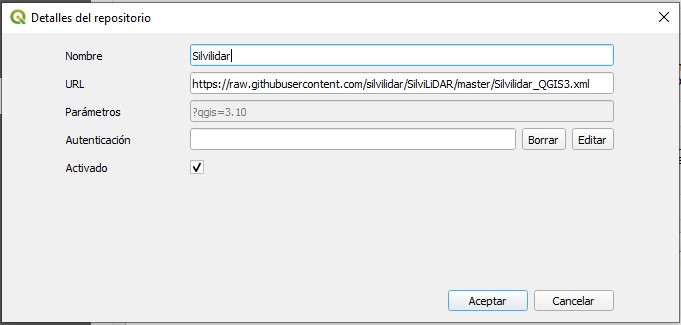 Detalles del repositorio
Nombre Silvilidar
URL https://raw.githubusercontent.com/silvilidar/SilviLiDAR/master/Silvilidar_QGIS3.xml
Parámetros ?qgis=3.10
Autenticación Borrar Editar
Activado
Aceptar Cancelar